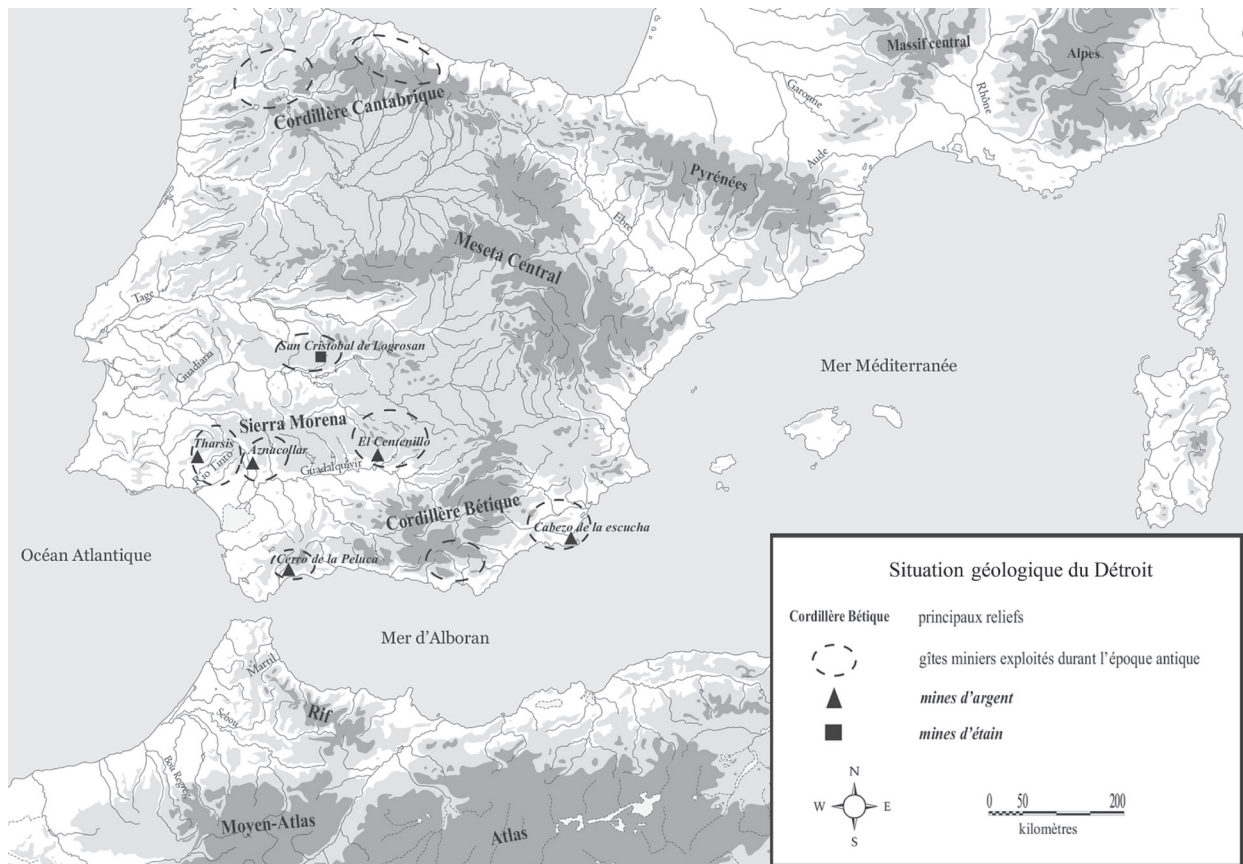 Massif central
Alpes
Garonne
Rhône
Cordillère Cantabrique
Aude
Pyrénées
Ebre
Meseta Central
Tage
San Cristobal de Logrosan
Guadiana
Mer Méditerranée
Sierra Morena
Tharsis
Aznacollar
El Centenillo
Rio Tinto
Guadalquivir
Cordillère Bétique
Cabezo de la escucha
Océan Atlantique
Cerro de la Peluca
Mer d’Alboran
Martil
Rif
Sebou
Bou Regreg
Moyen-Atlas
Atlas
Situation géologique du Détroit
Cordillère Bétique principaux reliefs
gîtes miniers exploités durant l’époque antique
mines d’argent
mines d’étain
N
W E
S
0 50 200
kilomètres